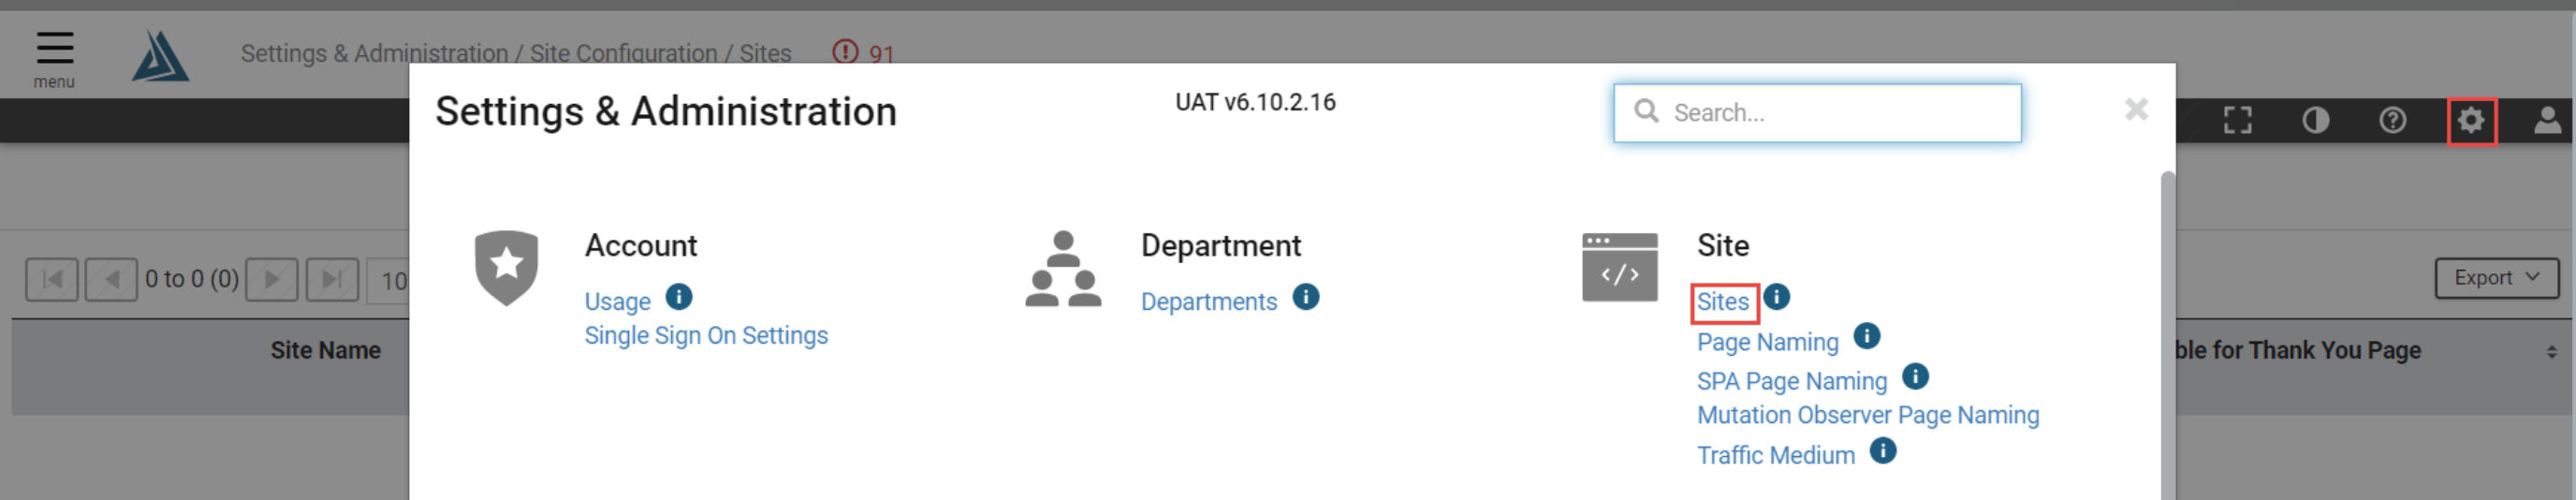 menu
Settings & Administration / Site Configuration / Sites 91
Settings & Administration
UAT v6.10.2.16
Search...
Account
Usage
Single Sign On Settings
Department
Departments
Site
Sites
Page Naming
SPA Page Naming
Mutation Observer Page Naming
Traffic Medium
0 to 0 (0)
10
Export
Site Name
ble for Thank You Page